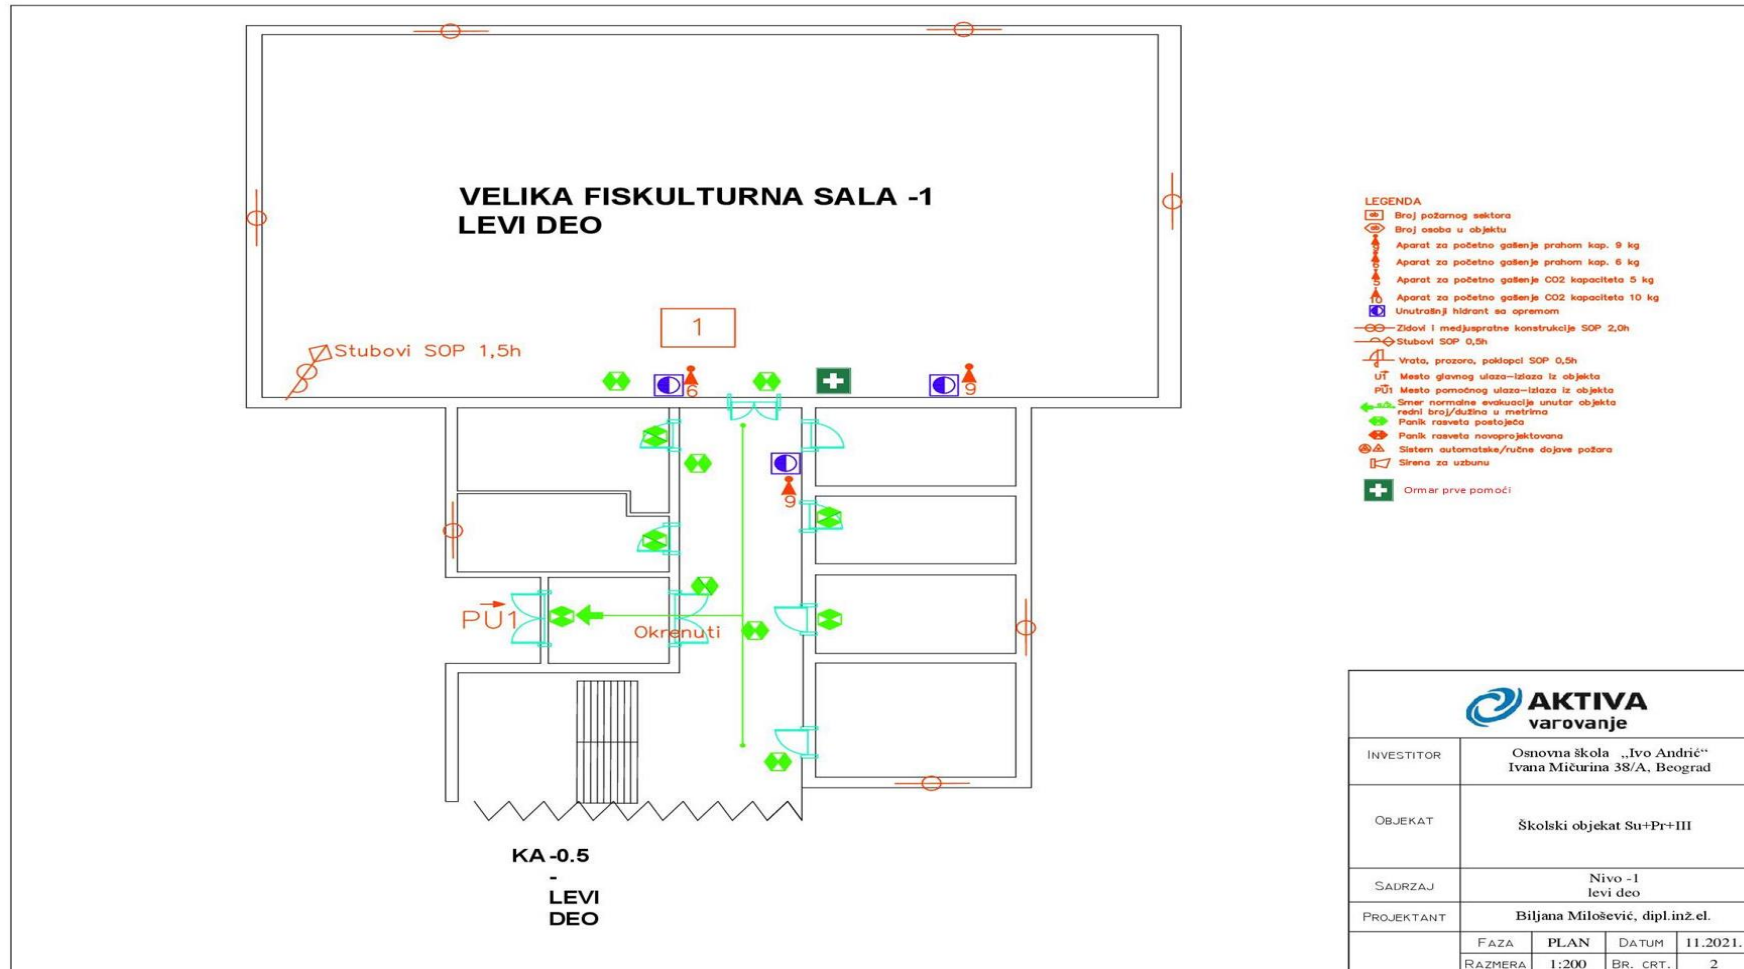 VELIKA FISKULTURNA SALA -1
LEVI DEO
1
Stubovi SOP 1,5h
6
9
9
PU1
Okrenuti
KA -0.5
-
LEVI
DEO
LEGENDA
Broj požarnog sektora
Broj osoba u objektu
9 Aparat za početno gašenje prahom kap. 9 kg
6 Aparat za početno gašenje prahom kap. 6 kg
5 Aparat za početno gašenje CO2 kapaciteta 5 kg
10 Aparat za početno gašenje CO2 kapaciteta 10 kg
Unutrašnji hidrant sa opremom
Zidovi i medjuspratne konstrukcije SOP 2,0h
Stubovi SOP 0,5h
Vrata, prozoro, poklopci SOP 0,5h
U1 Mesto glavnog ulaza-izlaza iz objekta
PU1 Mesto pomoćnog ulaza-izlaza iz objekta
Smer normalne evakuacije unutar objekta
redni broj/dužina u metrima
Panik rasveta postojeća
Panik rasveta novoprojektovana
Sistem automatske/ručne dojave požara
Sirena za uzbunu
Ormar prve pomoći
AKTIVA
varovanje
INVESTITOR
Osnovna škola „Ivo Andrić“
Ivana Mičurina 38/A, Beograd
OBJEKAT
Školski objekat Su+Pr+III
SADRZAJ
Nivo -1
levi deo
PROJEKTANT
Biljana Milošević, dipl.inž.el.
FAZA PLAN DATUM 11.2021.
RAZMERA 1:200 BR. CRT. 2